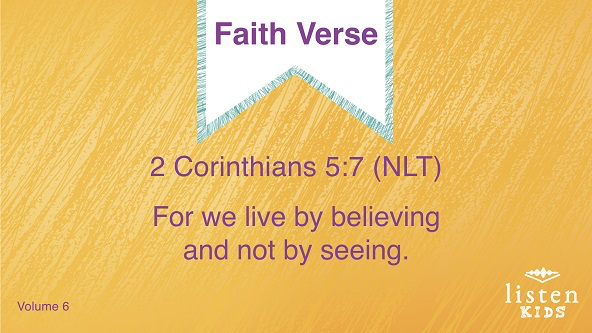 Faith Verse
2 Corinthians 5:7 (NLT)
For we live by believing
and not by seeing.
Volume 6
listen
KIDS